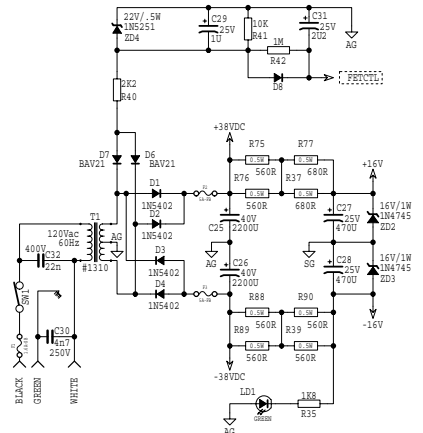 22V/.5W
1N5251
ZD4
C29
25V
1U
10K
R41
C31
25V
2U2
1M
R42
AG
D8
FETCTL
2K2
R40
D7
BAV21
D6
BAV21
+38VDC
R75
0.5W
560R
R77
0.5W
680R
+16V
R76
0.5W
560R
R37
0.5W
680R
D1
1N5402
D2
1N5402
T1
120Vac
60Hz
#1310
AG
40V
C25
2200U
C27
25V
470U
16V/1W
1N4745
ZD2
AG
SG
D3
1N5402
D4
1N5402
C26
40V
2200U
C28
25V
470U
16V/1W
1N4745
ZD3
400V
C32
22n
SW1
C30
4n7
250V
R88
0.5W
560R
R90
0.5W
560R
-16V
R89
0.5W
560R
R39
0.5W
560R
-38VDC
BLACK
GREEN
WHITE
LD1
GREEN
1K8
R35
AG